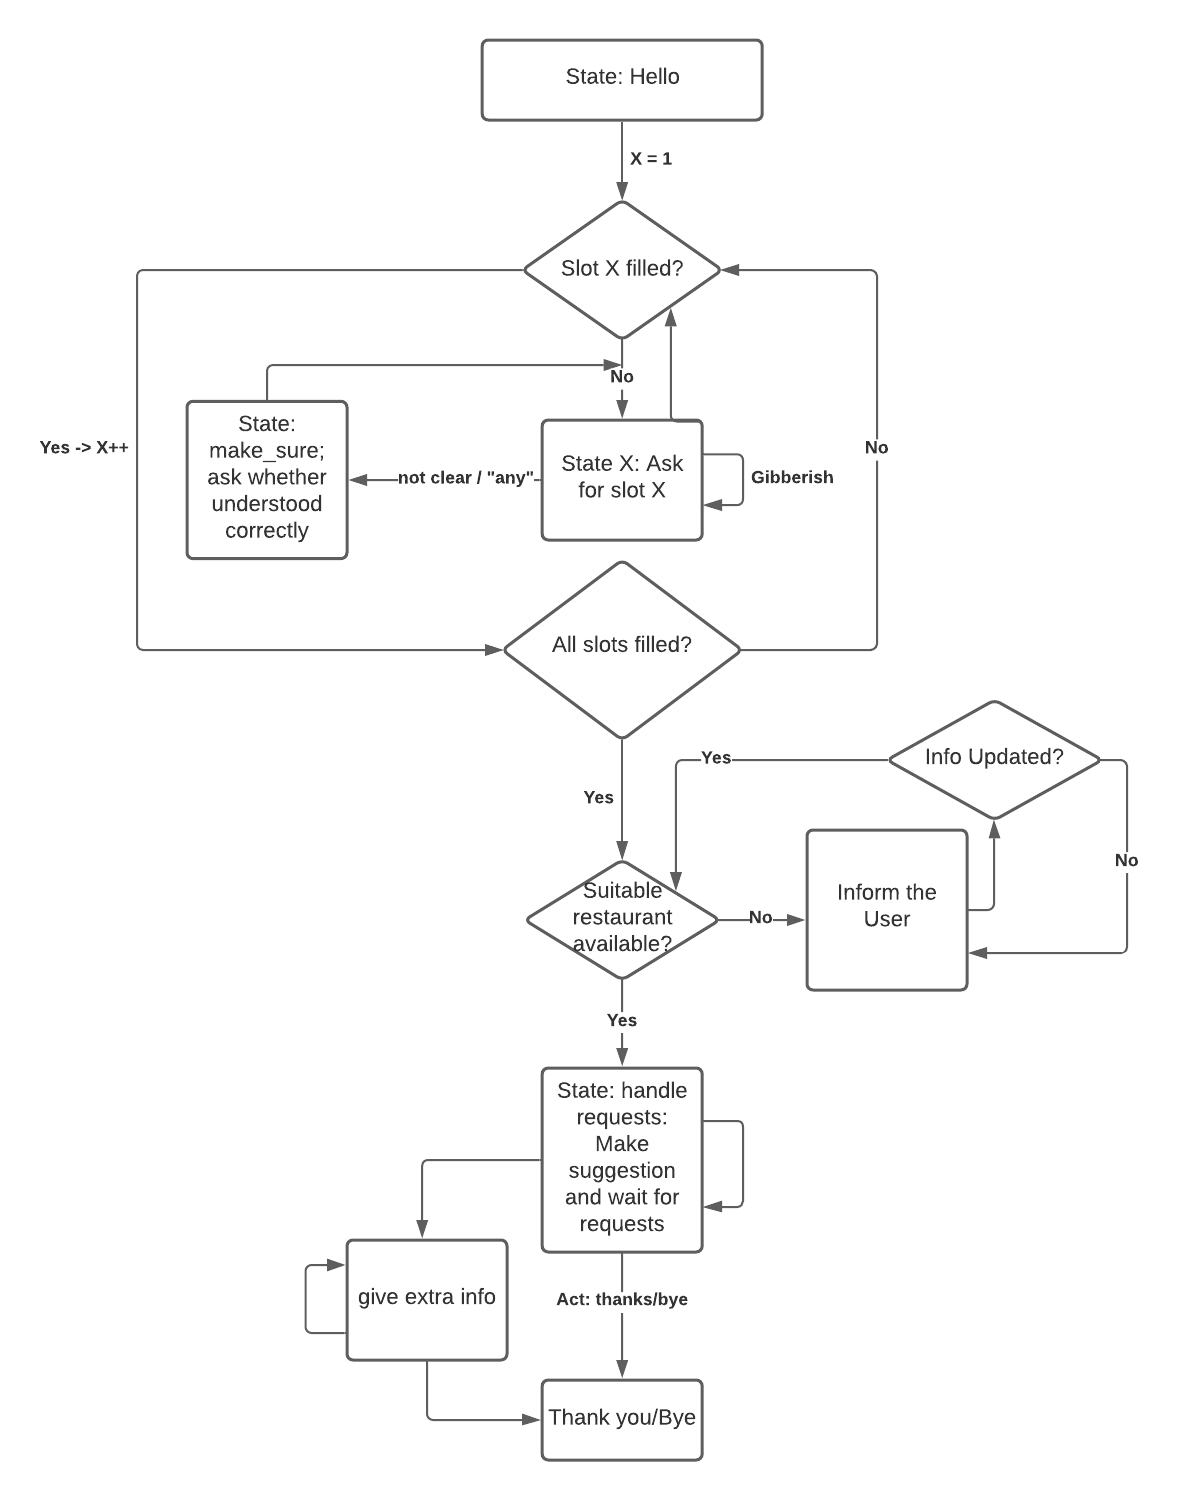 State: Hello
X = 1
Slot X filled?
No
State:
make_sure;
ask whether
understood
correctly
Yes -> X++
not clear / "any"
State X: Ask
for slot X
Gibberish
No
All slots filled?
Yes
Info Updated?
Yes
No
Suitable
restaurant
available?
No
Inform the
User
Yes
State: handle
requests:
Make
suggestion
and wait for
requests
give extra info
Act: thanks/bye
Thank you/Bye